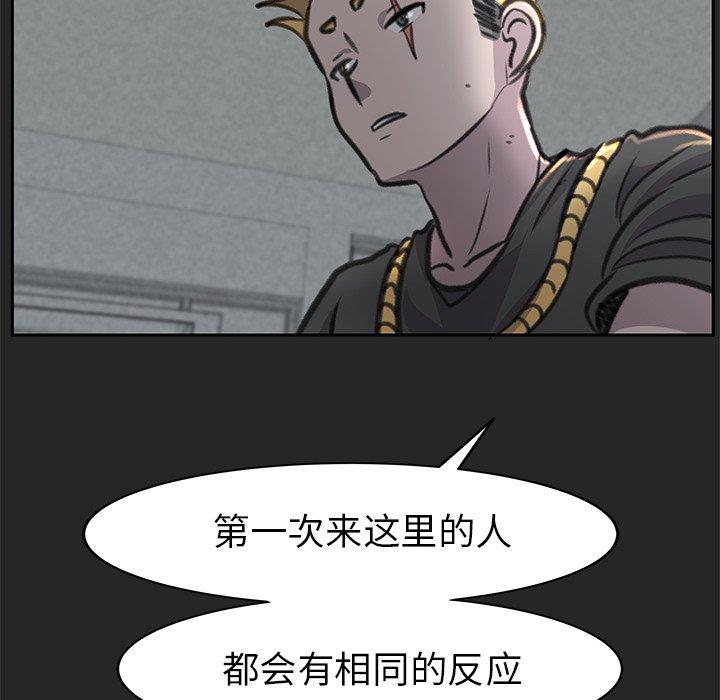 第一次来这里的人
都会有相同的反应